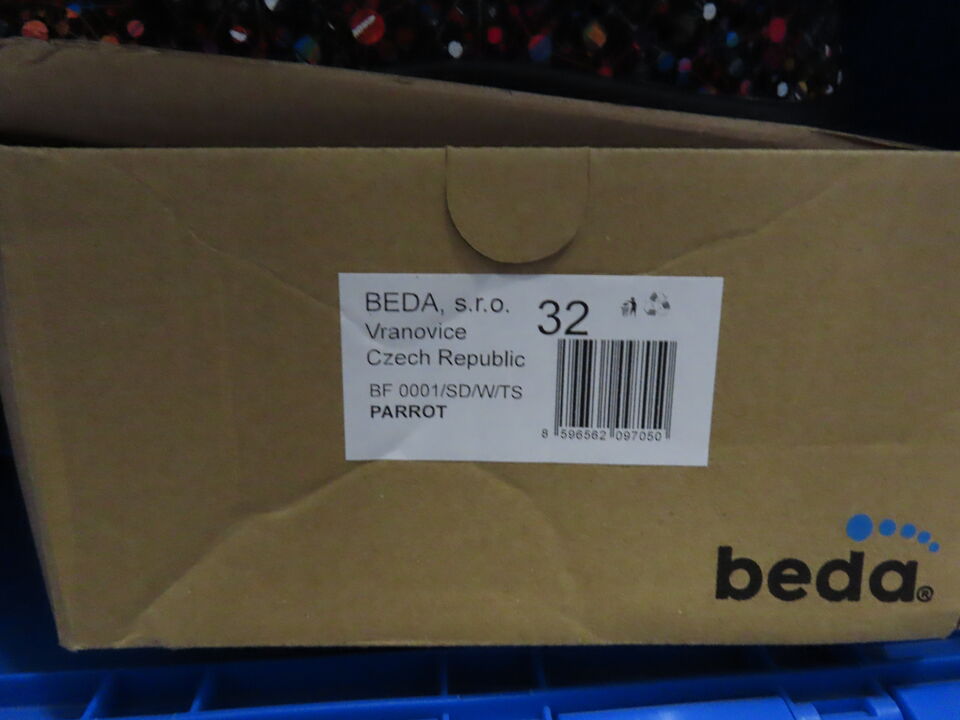 BEDA, s.r.o.
Vranovice
Czech Republic
BF 0001/SD/W/TS
PARROT
32
8 596562 097050
beda®